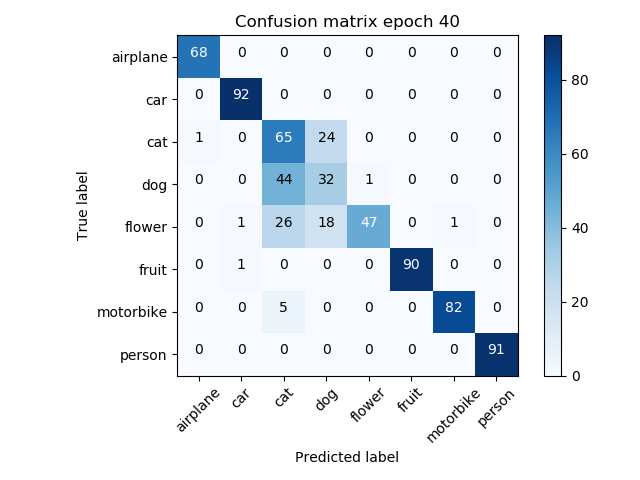 Confusion matrix epoch 40
airplane 68 0 0 0 0 0 0 0
car 0 92 0 0 0 0 0 0
cat 1 0 65 24 0 0 0 0
dog 0 0 44 32 1 0 0 0
flower 0 1 26 18 47 0 1 0
fruit 0 1 0 0 0 90 0 0
motorbike 0 0 5 0 0 0 82 0
person 0 0 0 0 0 0 0 91
airplane car cat dog flower fruit motorbike person
True label
Predicted label
80
60
40
20
0